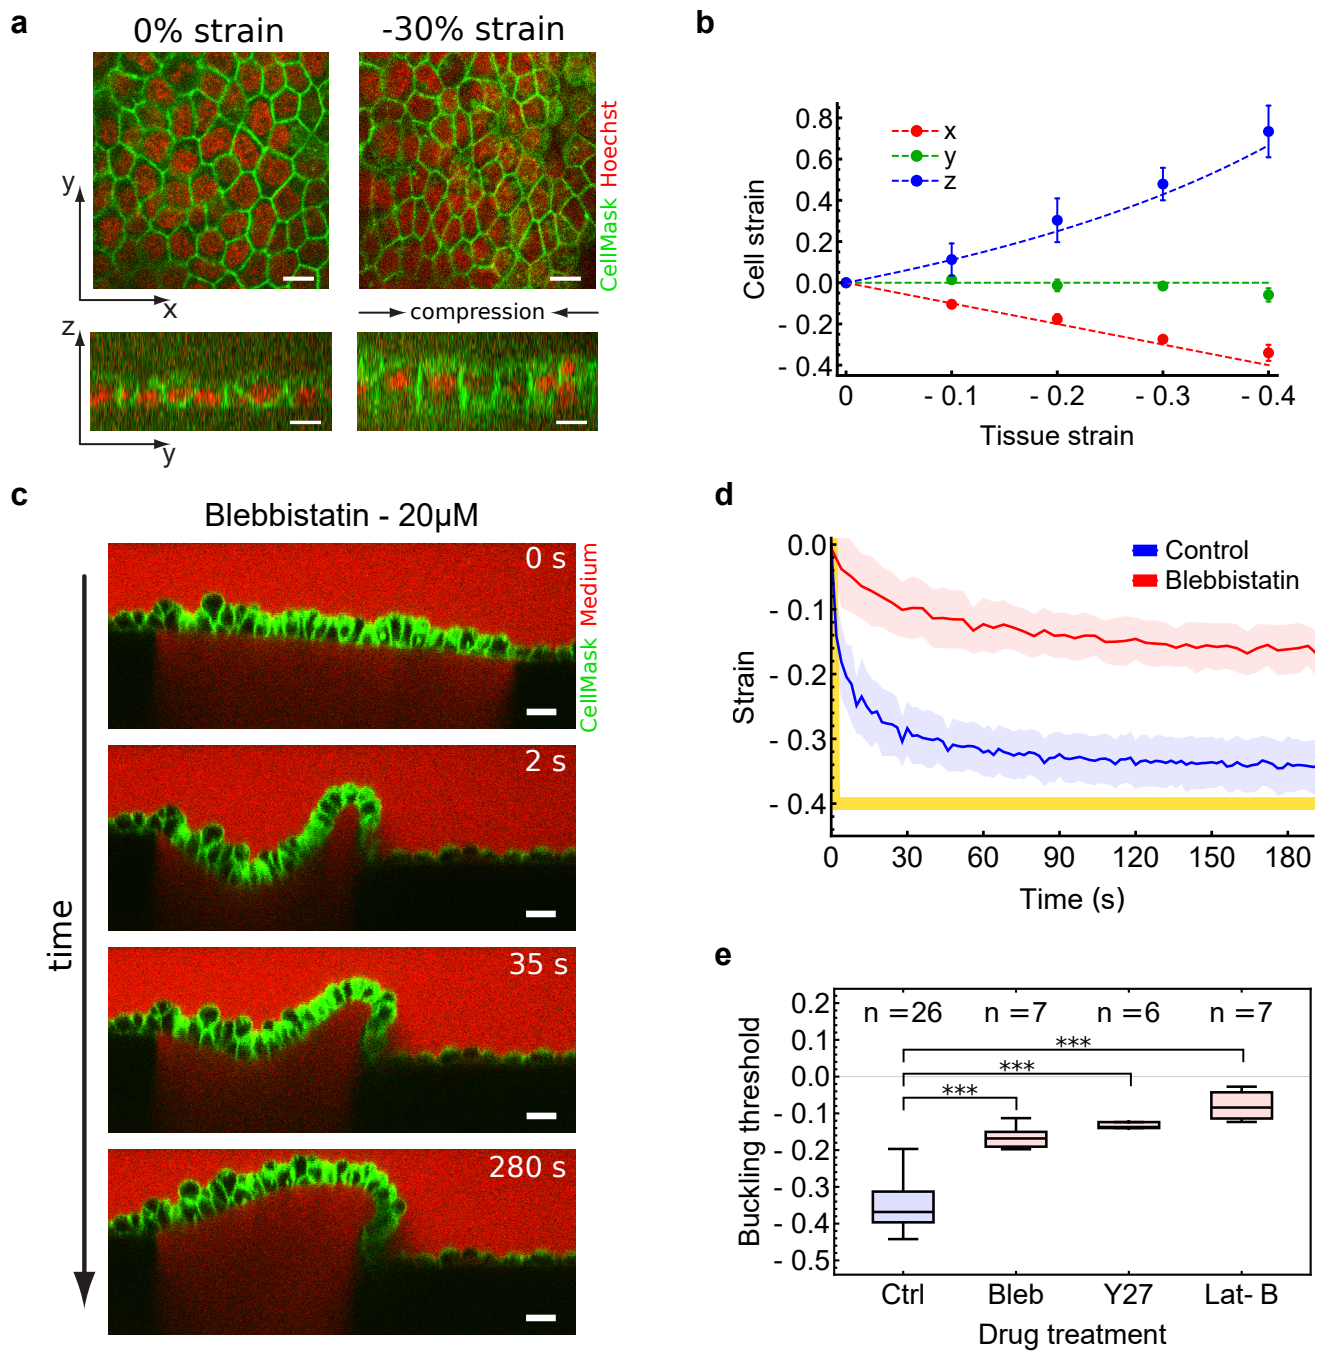 a
0% strain
-30% strain
CellMask Hoechst
y
x
compression
z
y
b
x
y
z
0.8
0.6
0.4
0.2
0.0
- 0.2
- 0.4
Cell strain
0
- 0.1
- 0.2
- 0.3
- 0.4
Tissue strain
c
Blebbistatin - 20µM
0 s
CellMask Medium
2 s
35 s
280 s
time
d
Control
Blebbistatin
0.0
- 0.1
- 0.2
- 0.3
- 0.4
Strain
0
30
60
90
120
150
180
Time (s)
e
n =26
n =7
n =6
n =7
***
***
***
0.2
0.1
0.0
- 0.1
- 0.2
- 0.3
- 0.4
- 0.5
Buckling threshold
Ctrl
Bleb
Y27
Lat- B
Drug treatment